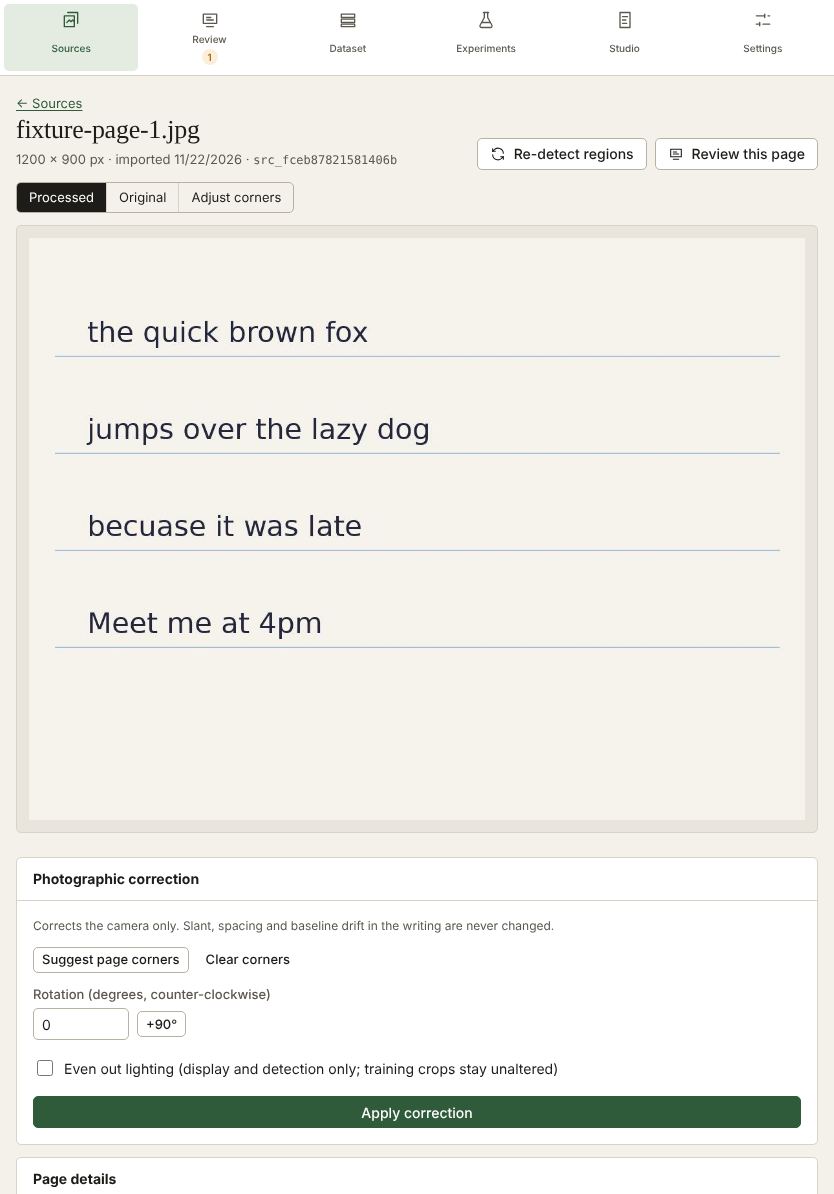 Sources
Review
1
Dataset
Experiments
Studio
Settings
← Sources
fixture-page-1.jpg
1200 × 900 px · imported 11/22/2026 · src_fceb87821581406b
Re-detect regions
Review this page
Processed
Original
Adjust corners
the quick brown fox
jumps over the lazy dog
becuase it was late
Meet me at 4pm
Photographic correction
Corrects the camera only. Slant, spacing and baseline drift in the writing are never changed.
Suggest page corners
Clear corners
Rotation (degrees, counter-clockwise)
0
+90°
Even out lighting (display and detection only; training crops stay unaltered)
Apply correction
Page details